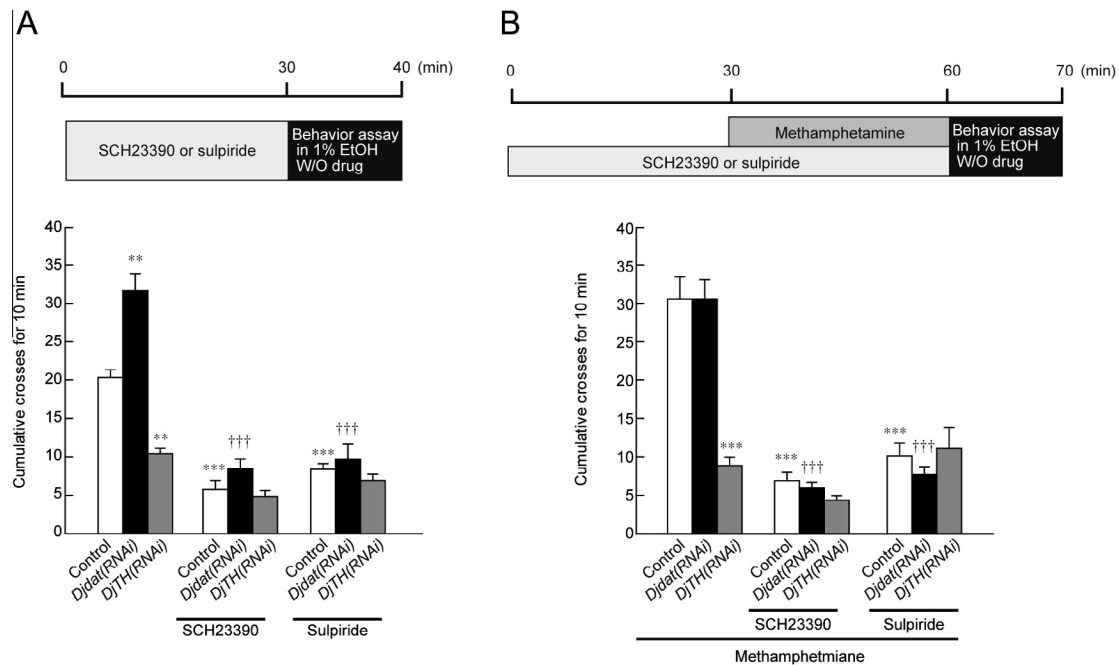 A
0 30 40 (min)
SCH23390 or sulpiride
Behavior assay
in 1% EtOH
W/O drug
Cumulative crosses for 10 min
40
35
30
25
20
15
10
5
0
**
**
***
†††
***
†††
Control
Djdat(RNAi)
DjTH(RNAi)
Control
Djdat(RNAi)
DjTH(RNAi)
Control
Djdat(RNAi)
DjTH(RNAi)
SCH23390
Sulpiride
B
0 30 60 70 (min)
Methamphetamine
SCH23390 or sulpiride
Behavior assay
in 1% EtOH
W/O drug
Cumulative crosses for 10 min
40
35
30
25
20
15
10
5
0
***
***
†††
***
†††
Control
Djdat(RNAi)
DjTH(RNAi)
Control
Djdat(RNAi)
DjTH(RNAi)
Control
Djdat(RNAi)
DjTH(RNAi)
SCH23390
Sulpiride
Methamphetmiane